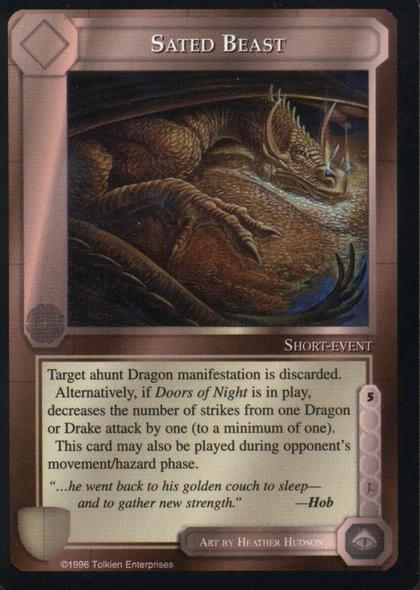 SATED BEAST
SHORT-EVENT
Target ahunt Dragon manifestation is discarded.
Alternatively, if Doors of Night is in play,
decreases the number of strikes from one Dragon
or Drake attack by one (to a minimum of one).
This card may also be played during opponent's
movement/hazard phase.
"...he went back to his golden couch to sleep—
and to gather new strength." —Hob
5
ART BY HEATHER HUDSON
©1996 Tolkien Enterprises